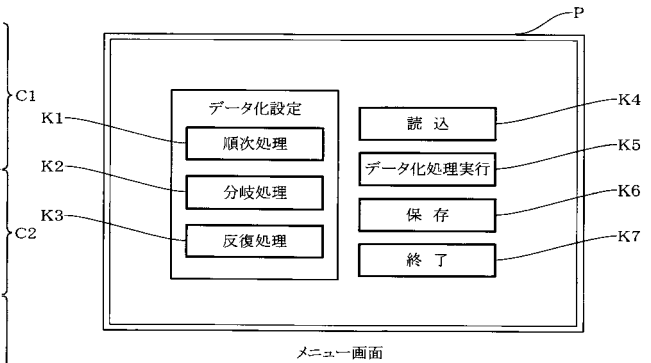 P
C1
C2
データ化設定
K1
順次処理
K2
分岐処理
K3
反復処理
読 込
K4
データ化処理実行
K5
保 存
K6
終 了
K7
メニュー画面